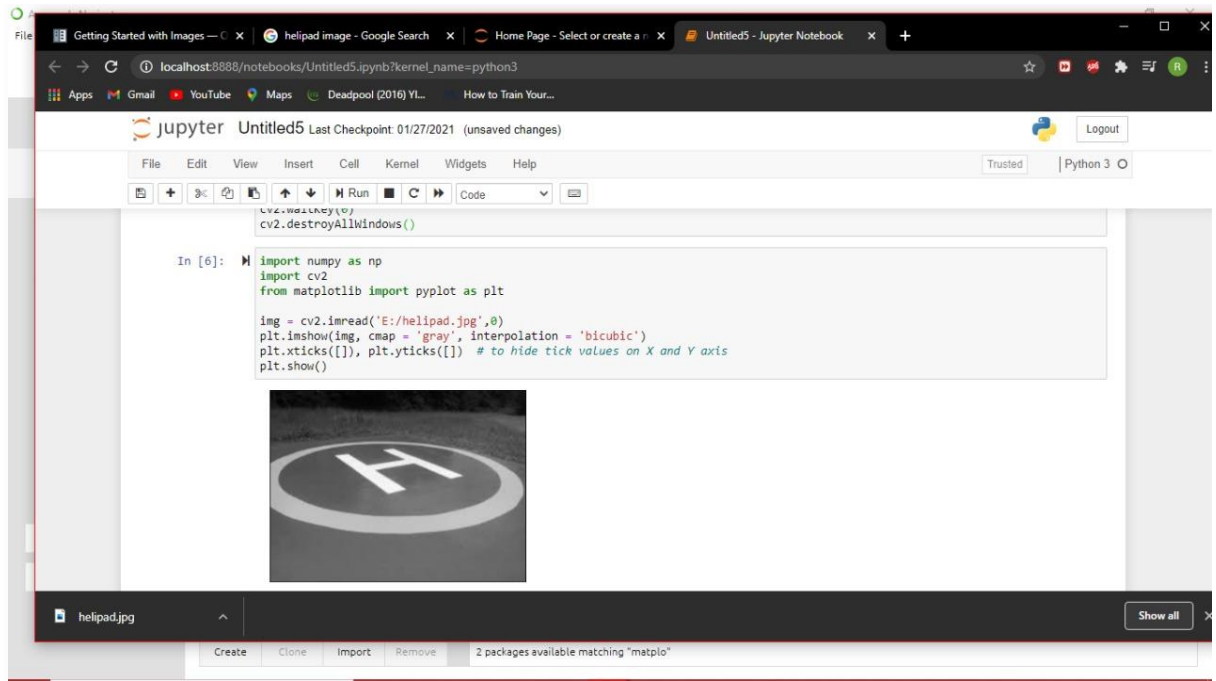 File
Getting Started with Images —
helipad image - Google Search
Home Page - Select or create a n
Untitled5 - Jupyter Notebook
localhost:8888/notebooks/Untitled5.ipynb?kernel_name=python3
R
Apps
Gmail
YouTube
Maps
Deadpool (2016) YI...
How to Train Your...
jupyter Untitled5 Last Checkpoint: 01/27/2021 (unsaved changes)
Logout
File Edit View Insert Cell Kernel Widgets Help
Trusted
Python 3
Run
Code
cv2.waitKey(0)
cv2.destroyAllWindows()
In [6]:
import numpy as np
import cv2
from matplotlib import pyplot as plt
img = cv2.imread('E:/helipad.jpg',0)
plt.imshow(img, cmap = 'gray', interpolation = 'bicubic')
plt.xticks([]), plt.yticks([])  # to hide tick values on X and Y axis
plt.show()
H
helipad.jpg
Show all
Create Clone Import Remove
2 packages available matching "matplo"